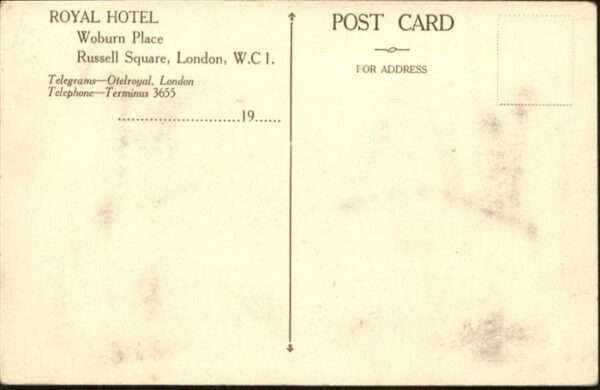 ROYAL HOTEL
Woburn Place
Russell Square, London, W.C 1.
Telegrams—Otelroyal, London
Telephone—Terminus 3655
....................19......
POST CARD
FOR ADDRESS